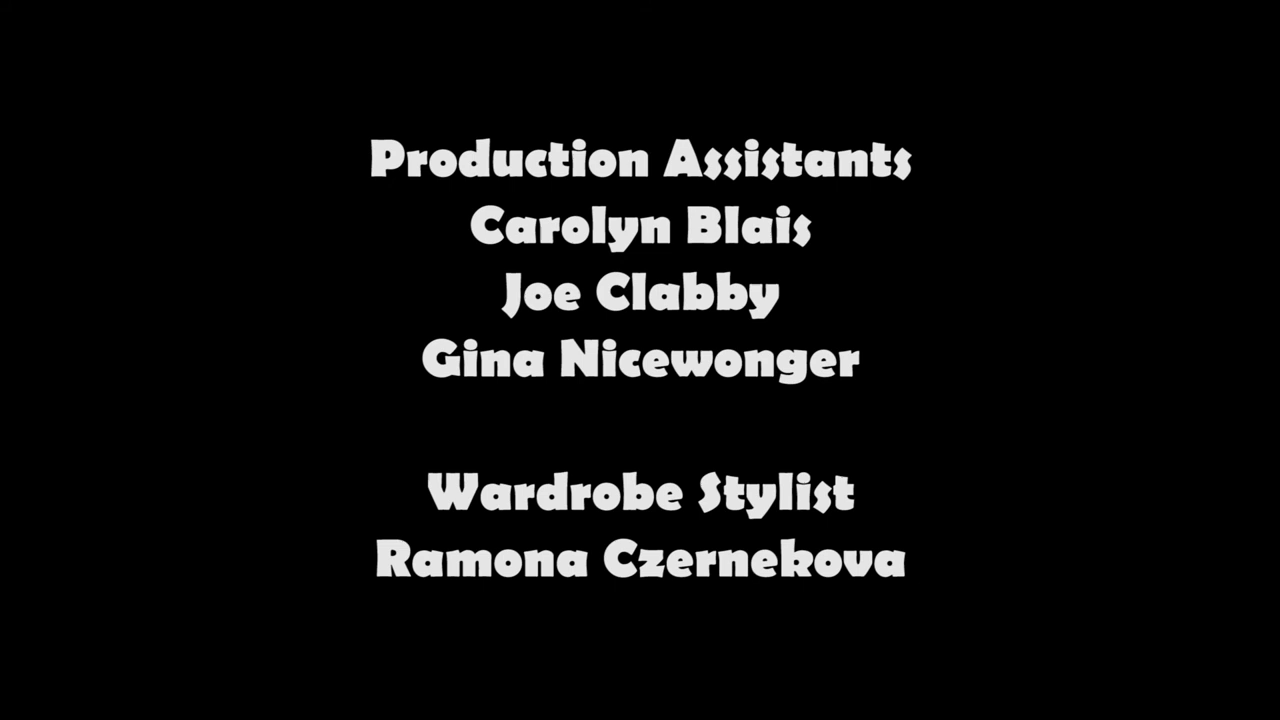 Production Assistants
Carolyn Blais
Joe Clabby
Gina Nicewonger
Wardrobe Stylist
Ramona Czernekova